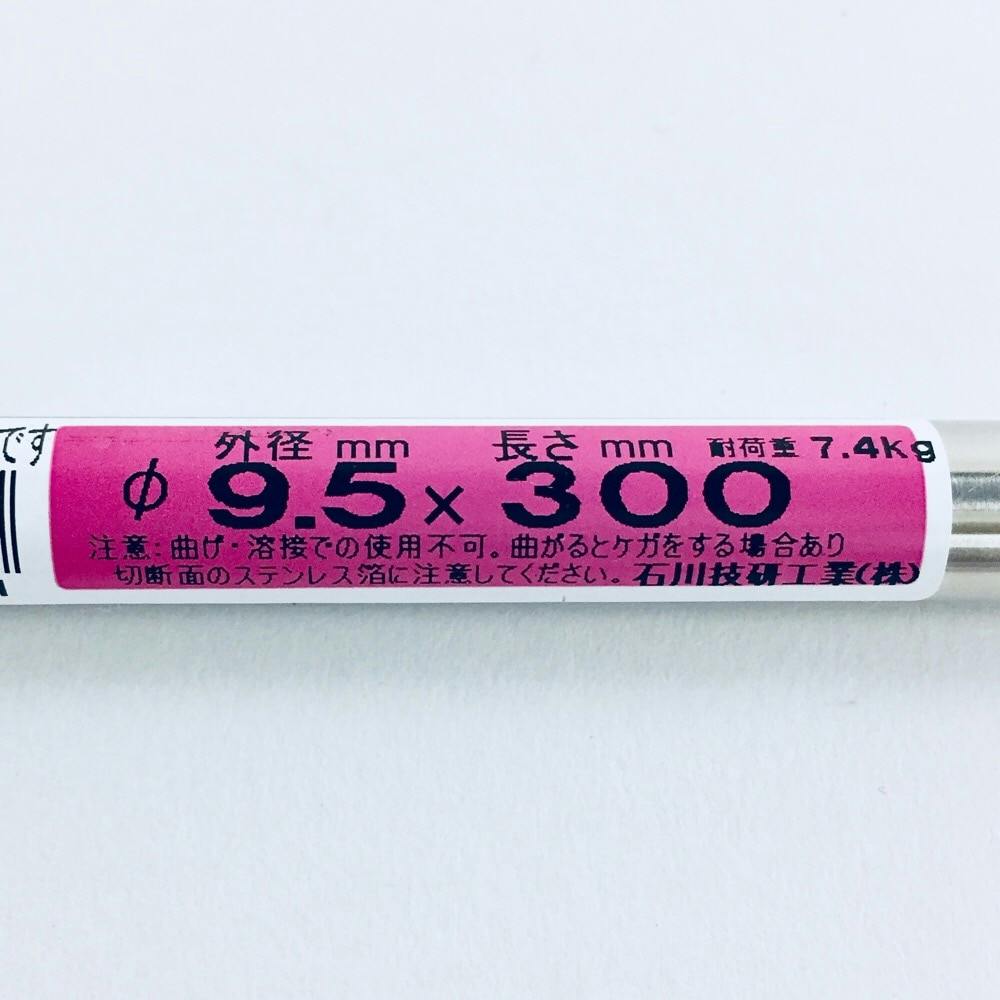 です
外径 mm 長さ mm 耐荷重 7.4kg
φ 9.5 × 300
注意:曲げ・溶接での使用不可。曲がるとケガをする場合あり
切断面のステンレス箔に注意してください。石川技研工業(株)